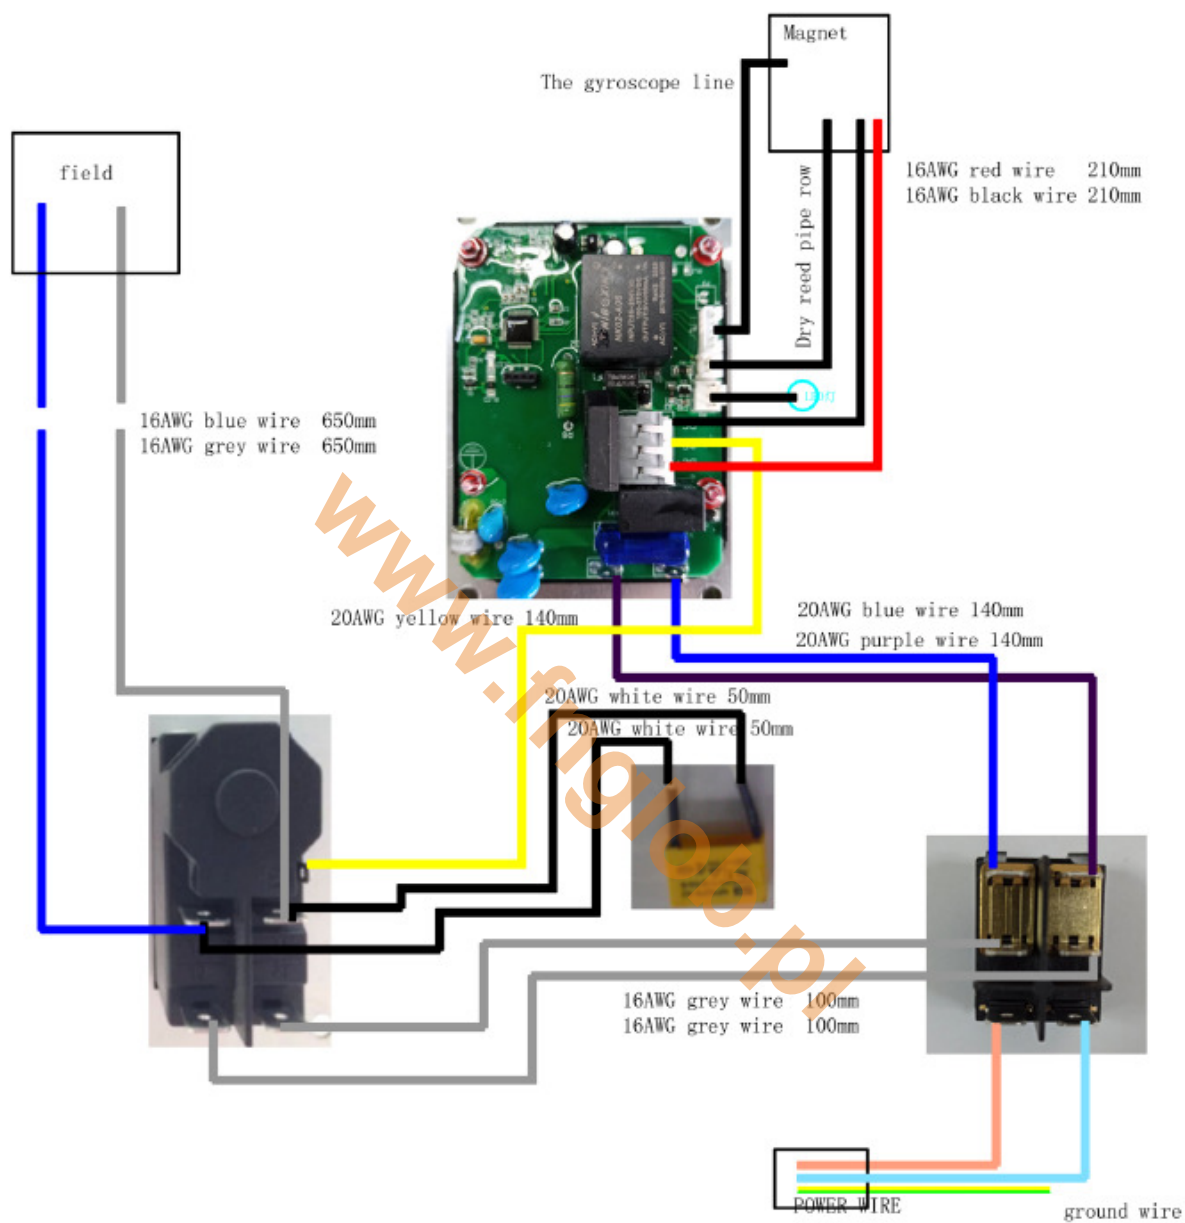 Magnet
The gyroscope line
field
16AWG red wire 210mm
16AWG black wire 210mm
Dry reed pipe row
16AWG blue wire 650mm
16AWG grey wire 650mm
20AWG yellow wire 140mm
20AWG blue wire 140mm
20AWG purple wire 140mm
20AWG white wire 50mm
20AWG white wire 50mm
www.fnglob.pl
16AWG grey wire 100mm
16AWG grey wire 100mm
POWER WIRE
ground wire